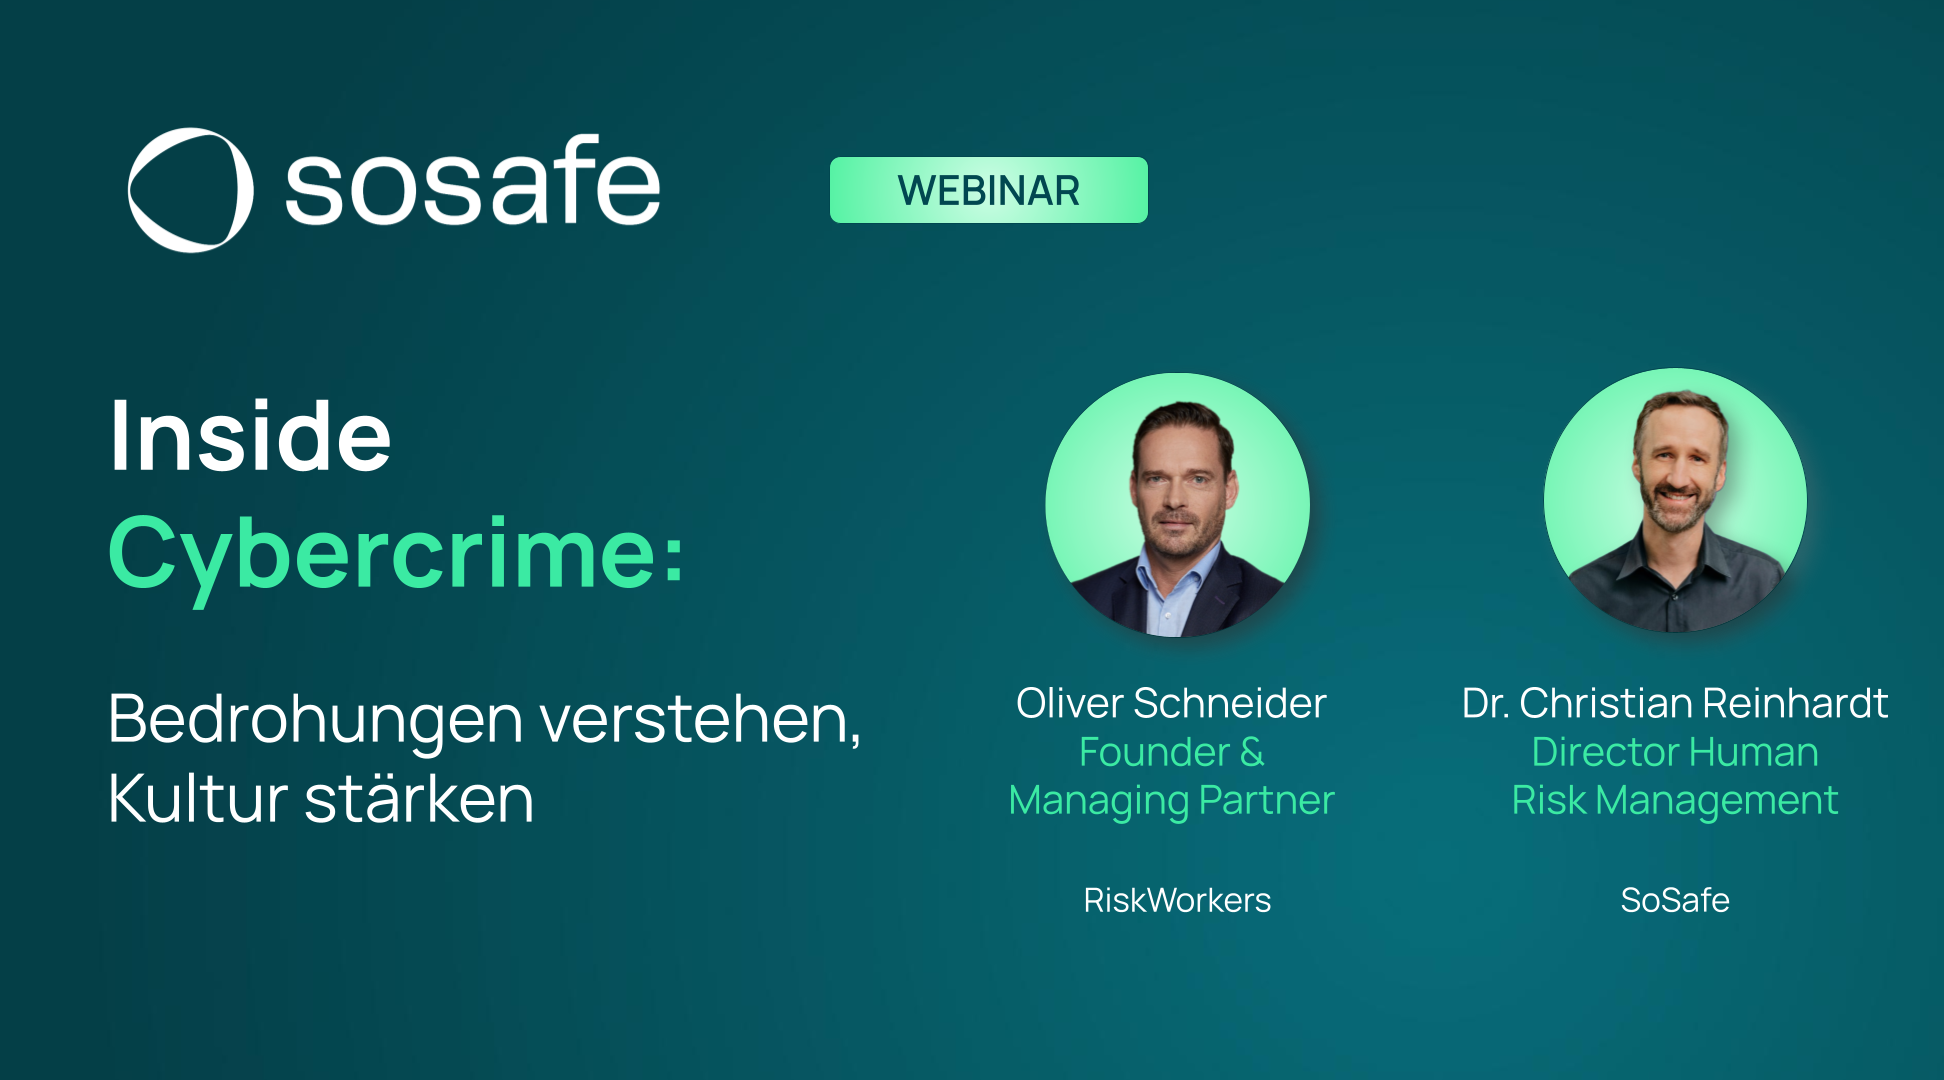 sosafe
WEBINAR
Inside
Cybercrime:
Bedrohungen verstehen,
Kultur stärken
Oliver Schneider
Founder &
Managing Partner
RiskWorkers
Dr. Christian Reinhardt
Director Human
Risk Management
SoSafe